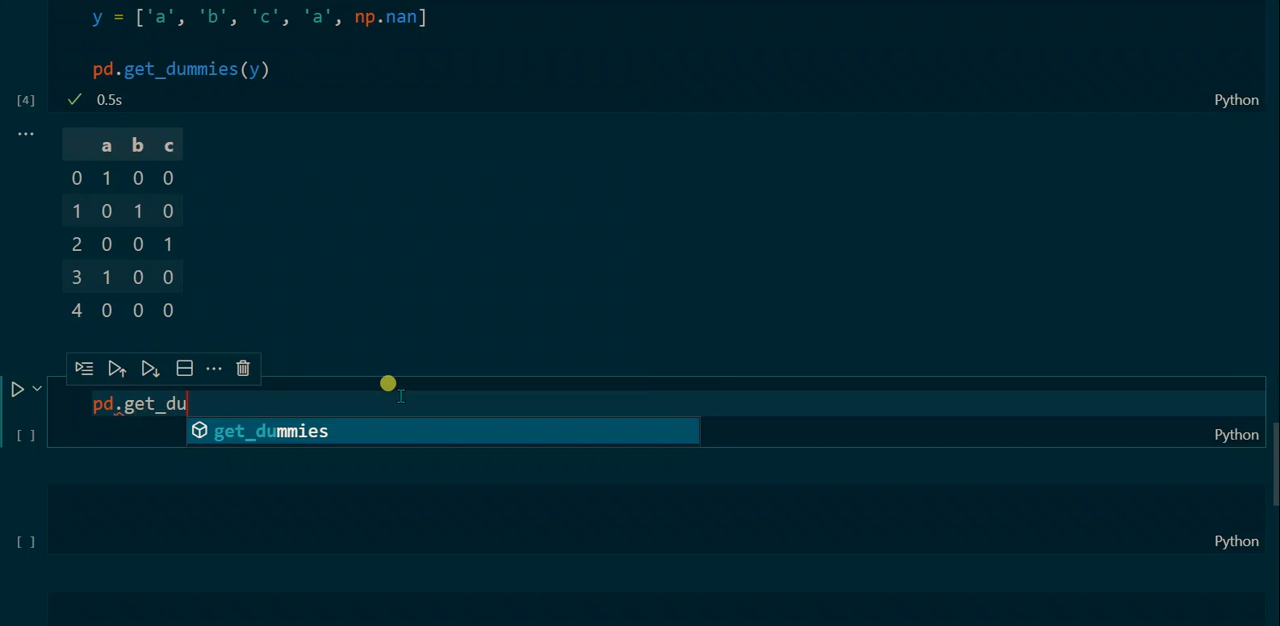 y = ['a', 'b', 'c', 'a', np.nan]
pd.get_dummies(y)
[4] 0.5s Python
...
a b c
0 1 0 0
1 0 1 0
2 0 0 1
3 1 0 0
4 0 0 0
pd.get_du
get_dummies
[ ] Python
[ ] Python